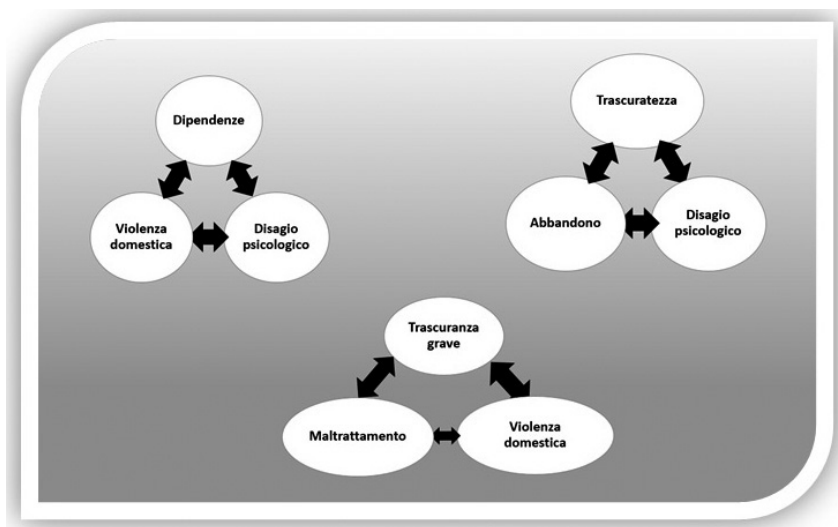 Dipendenze
Violenza
domestica
Disagio
psicologico
Trascuratezza
Abbandono
Disagio
psicologico
Trascuranza
grave
Maltrattamento
Violenza
domestica